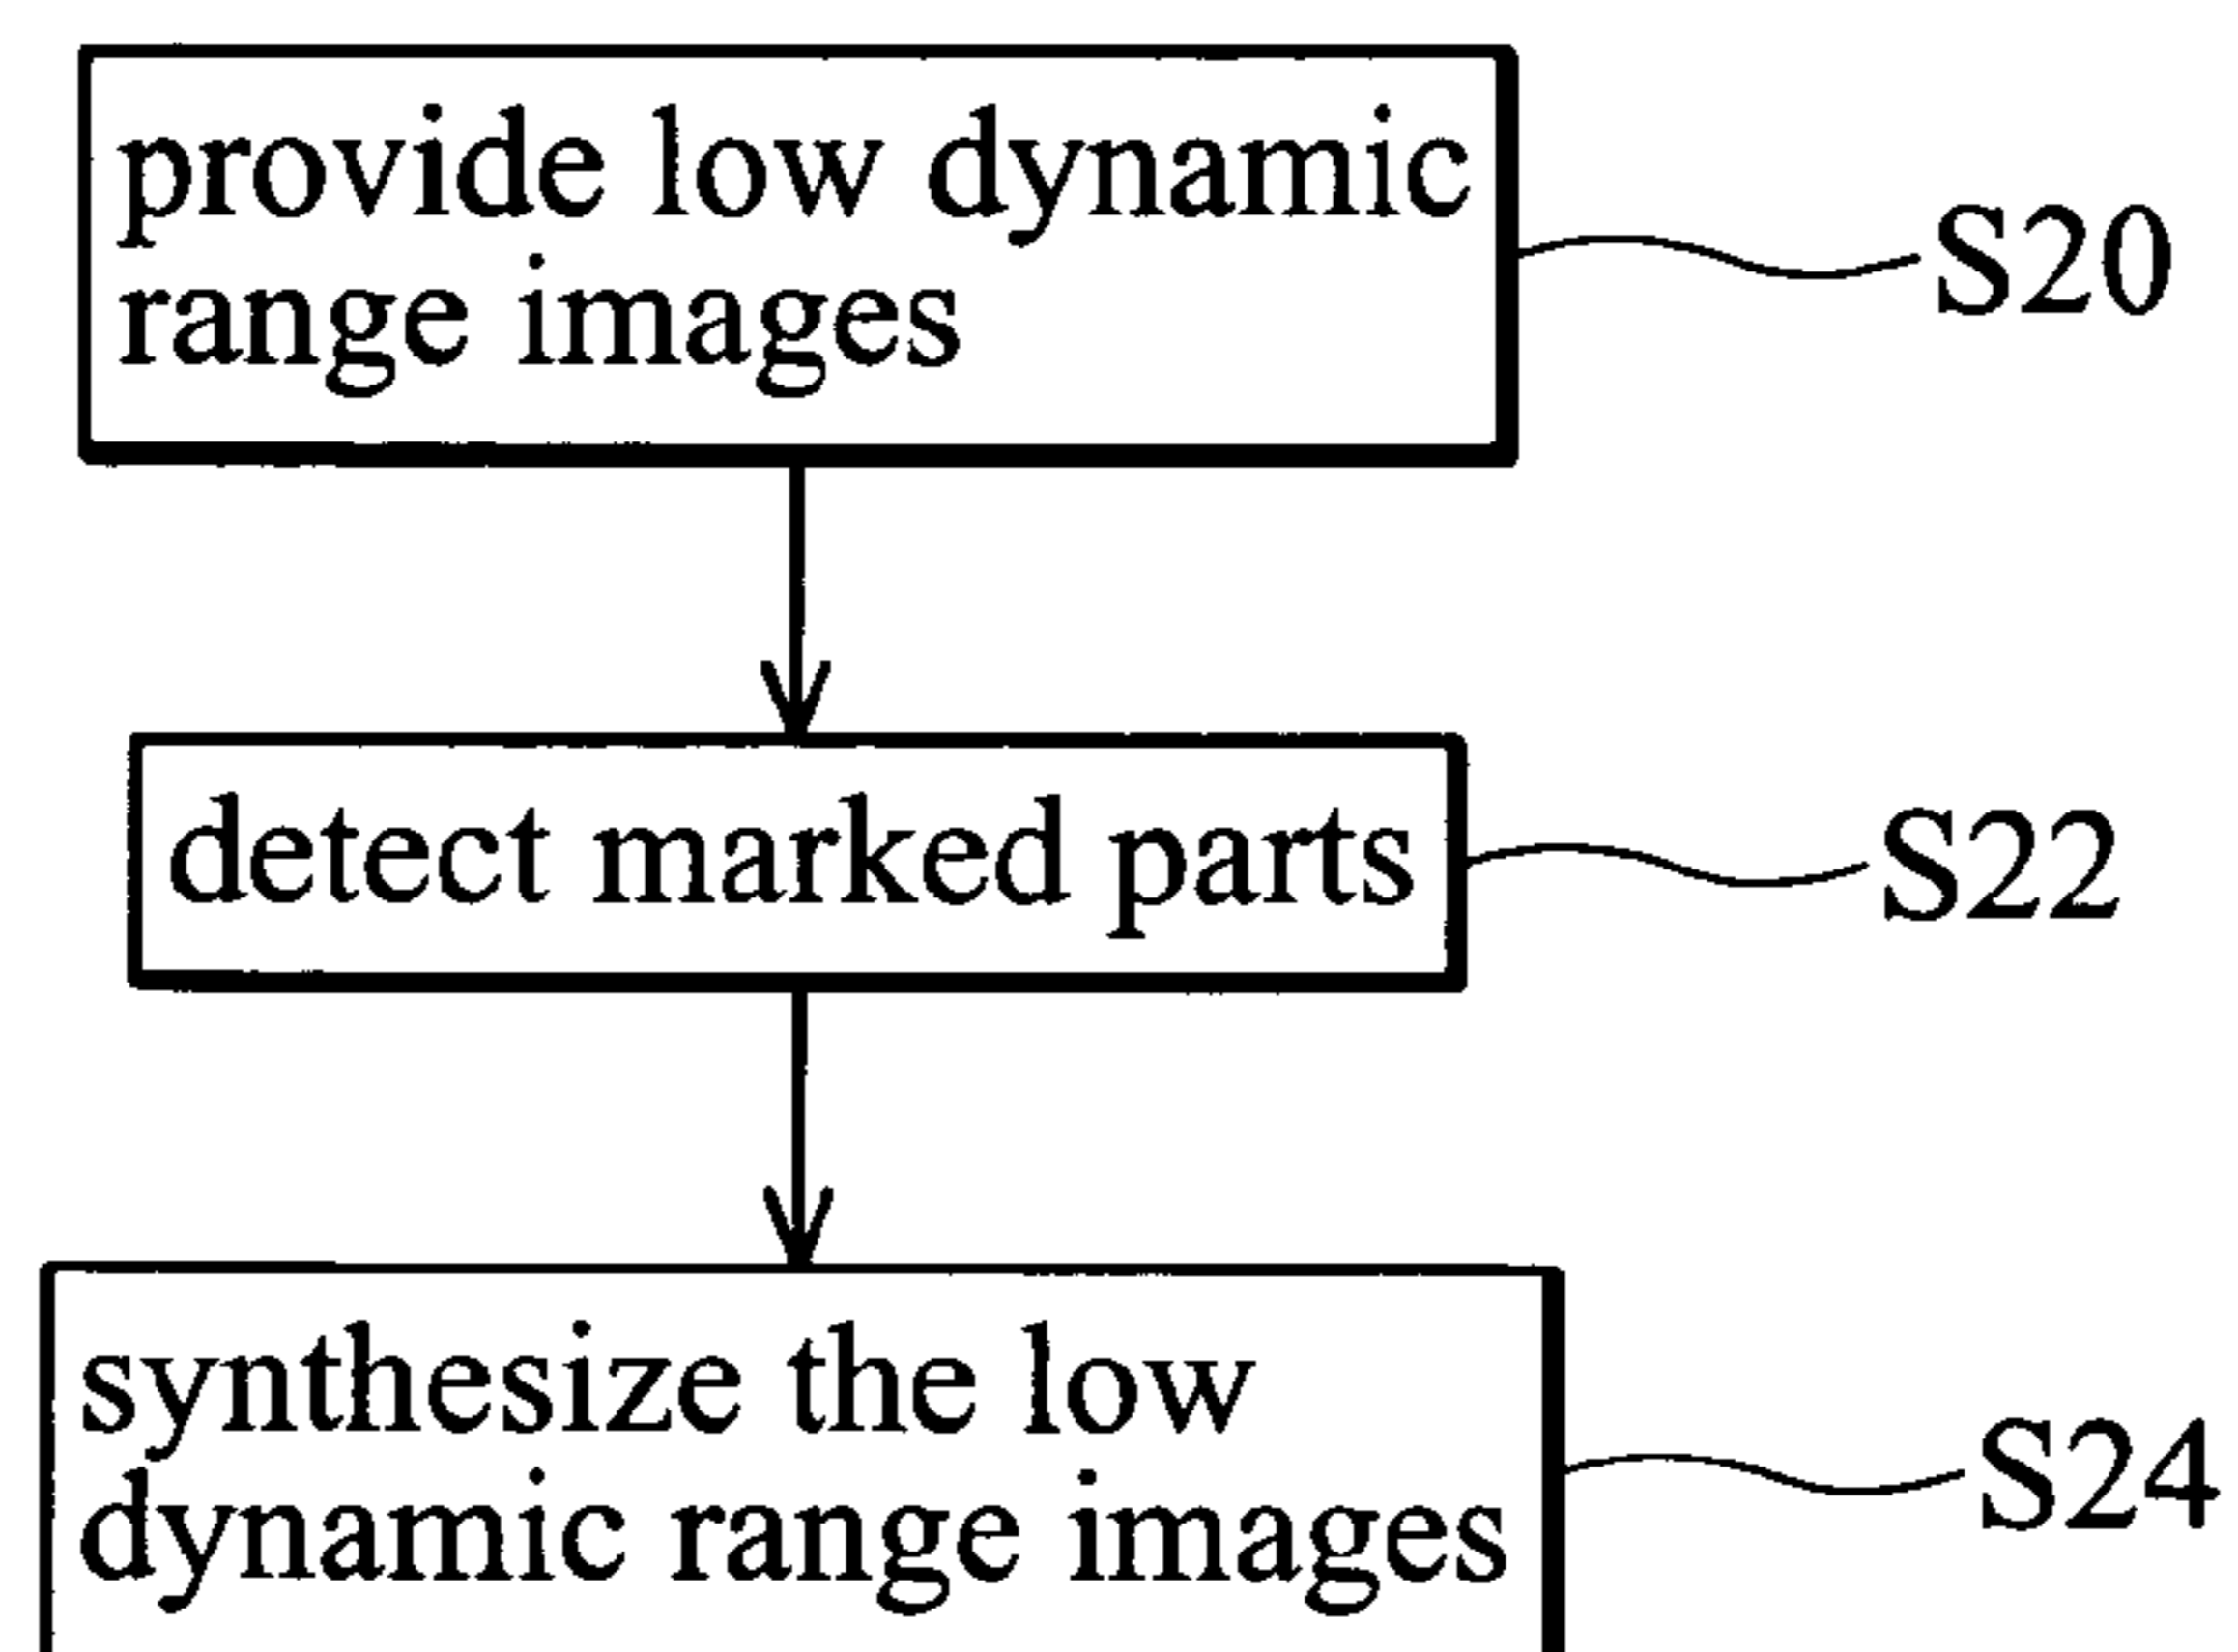 provide low dynamic
range images
S20
detect marked parts
S22
synthesize the low
dynamic range images
S24